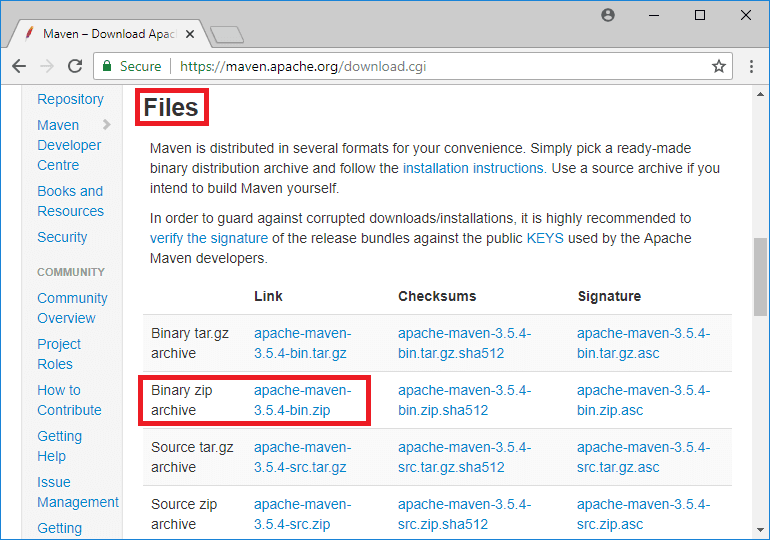 Maven – Download Apac
Secure
https://maven.apache.org/download.cgi
Repository
Maven
Developer
Centre
Books and
Resources
Security
COMMUNITY
Community
Overview
Project
Roles
How to
Contribute
Getting
Help
Issue
Management
Getting
Files
Maven is distributed in several formats for your convenience. Simply pick a ready-made
binary distribution archive and follow the installation instructions. Use a source archive if you
intend to build Maven yourself.
In order to guard against corrupted downloads/installations, it is highly recommended to
verify the signature of the release bundles against the public KEYS used by the Apache
Maven developers.
Link Checksums Signature
Binary tar.gz apache-maven- apache-maven-3.5.4- apache-maven-3.5.4-
archive 3.5.4-bin.tar.gz bin.tar.gz.sha512 bin.tar.gz.asc
Binary zip apache-maven- apache-maven-3.5.4- apache-maven-3.5.4-
archive 3.5.4-bin.zip bin.zip.sha512 bin.zip.asc
Source tar.gz apache-maven- apache-maven-3.5.4- apache-maven-3.5.4-
archive 3.5.4-src.tar.gz src.tar.gz.sha512 src.tar.gz.asc
Source zip apache-maven- apache-maven-3.5.4- apache-maven-3.5.4-
archive 3.5.4-src.zip src.zip.sha512 src.zip.asc